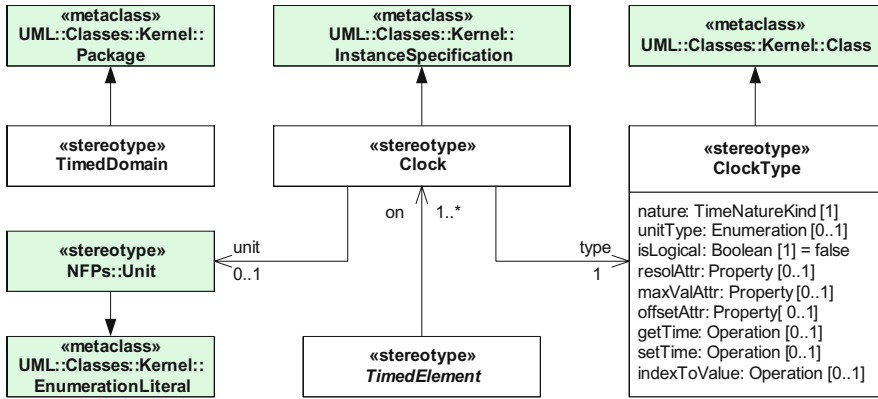 «metaclass»
UML::Classes::Kernel::
Package
«metaclass»
UML::Classes::Kernel::
InstanceSpecification
«metaclass»
UML::Classes::Kernel::Class
«stereotype»
TimedDomain
«stereotype»
Clock
«stereotype»
ClockType
nature: TimeNatureKind [1]
unitType: Enumeration [0..1]
isLogical: Boolean [1] = false
resolAttr: Property [0..1]
maxValAttr: Property [0..1]
offsetAttr: Property[ 0..1]
getTime: Operation [0..1]
setTime: Operation [0..1]
indexToValue: Operation [0..1]
on
1..*
unit
0..1
type
1
«stereotype»
NFPs::Unit
«metaclass»
UML::Classes::Kernel::
EnumerationLiteral
«stereotype»
TimedElement